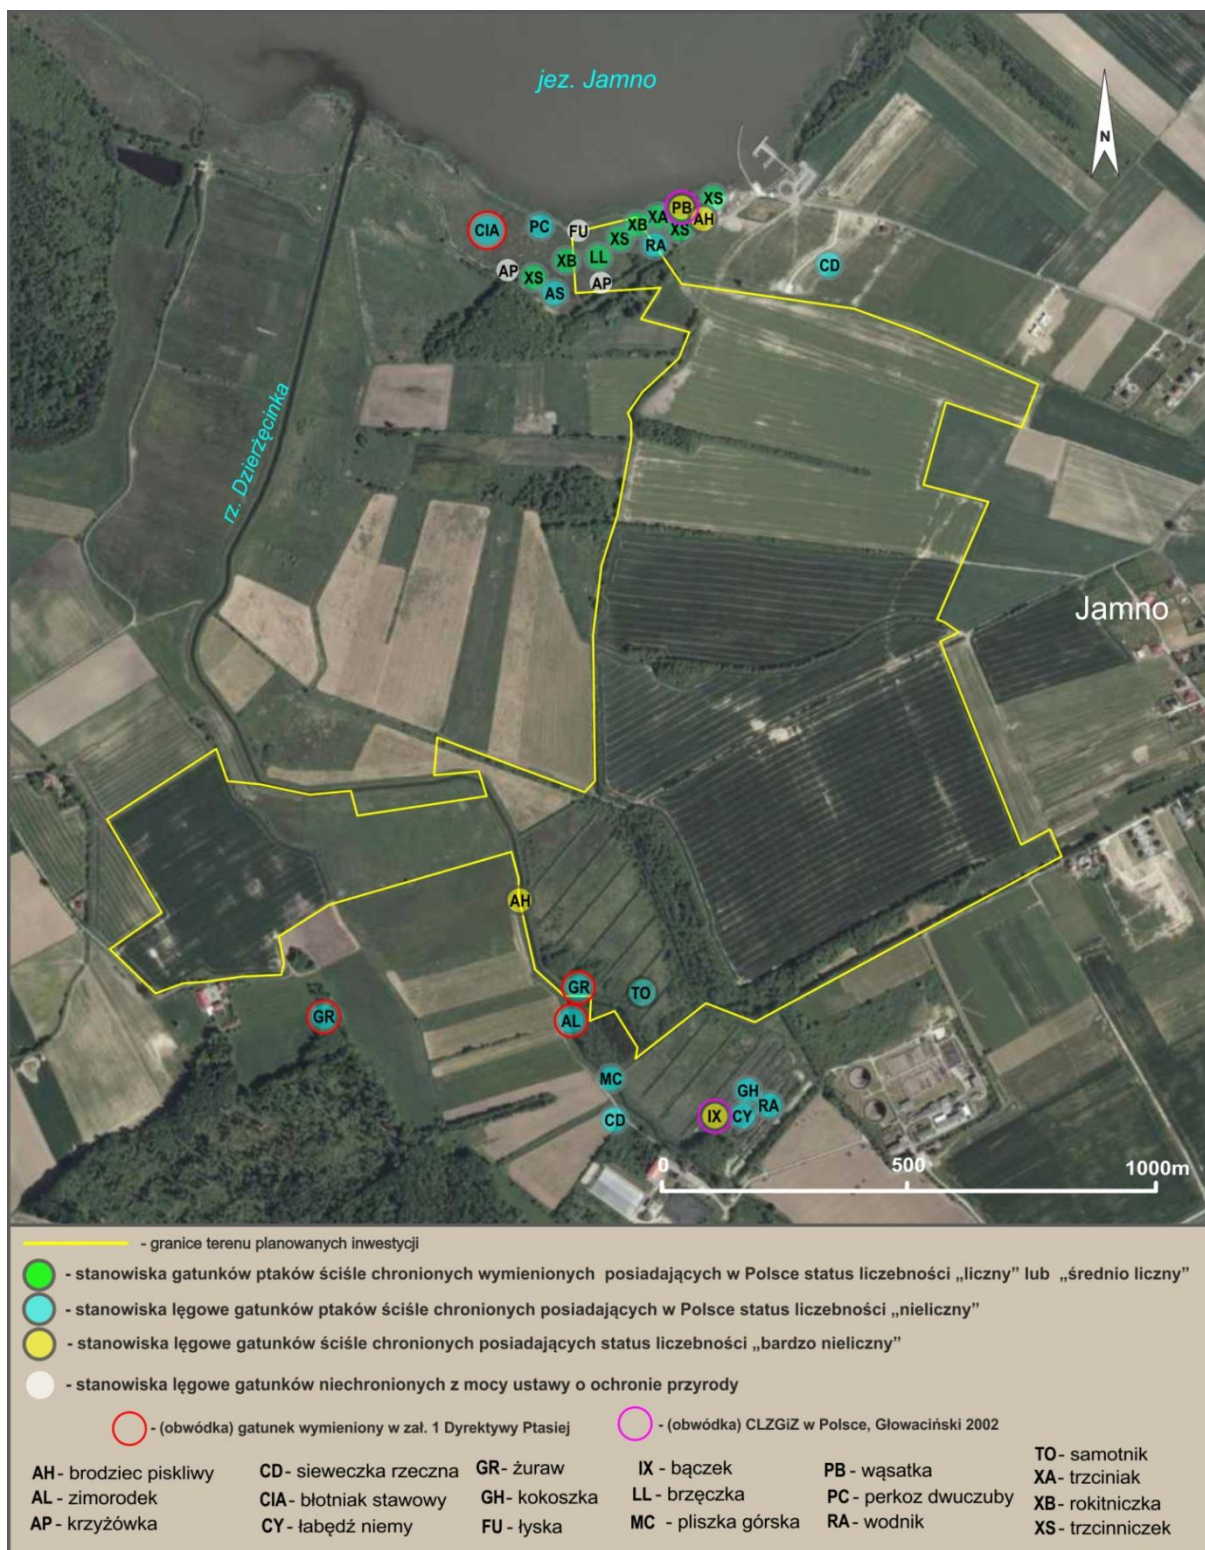 jez. Jamno
N
XS
PB
XA
AH
CIA
PC
FU
XB
XS
XS
RA
XB
LL
CD
AP
XS
AP
AS
rz. Dzierżęcinka
Jamno
AH
GR
TO
GR
AL
MC
GH
RA
CD
IX
CY
0
500
1000m
- granice terenu planowanych inwestycji
- stanowiska gatunków ptaków ściśle chronionych wymienionych posiadających w Polsce status liczebności „liczny” lub „średnio liczny”
- stanowiska lęgowe gatunków ptaków ściśle chronionych posiadających w Polsce status liczebności „nieliczny”
- stanowiska lęgowe gatunków ściśle chronionych posiadających status liczebności „bardzo nieliczny”
- stanowiska lęgowe gatunków niechronionych z mocy ustawy o ochronie przyrody
- (obwódka) gatunek wymieniony w zał. 1 Dyrektywy Ptasiej
- (obwódka) CLZGiZ w Polsce, Głowaciński 2002
AH - brodziec piskliwy
AL - zimorodek
AP - krzyżówka
CD - sieweczka rzeczna
CIA - błotniak stawowy
CY - łabędź niemy
GR - żuraw
GH - kokoszka
FU - łyska
IX - bączek
LL - brzęczka
MC - pliszka górska
PB - wąsatka
PC - perkoz dwuczuby
RA - wodnik
TO - samotnik
XA - trzciniak
XB - rokitniczka
XS - trzcinniczek